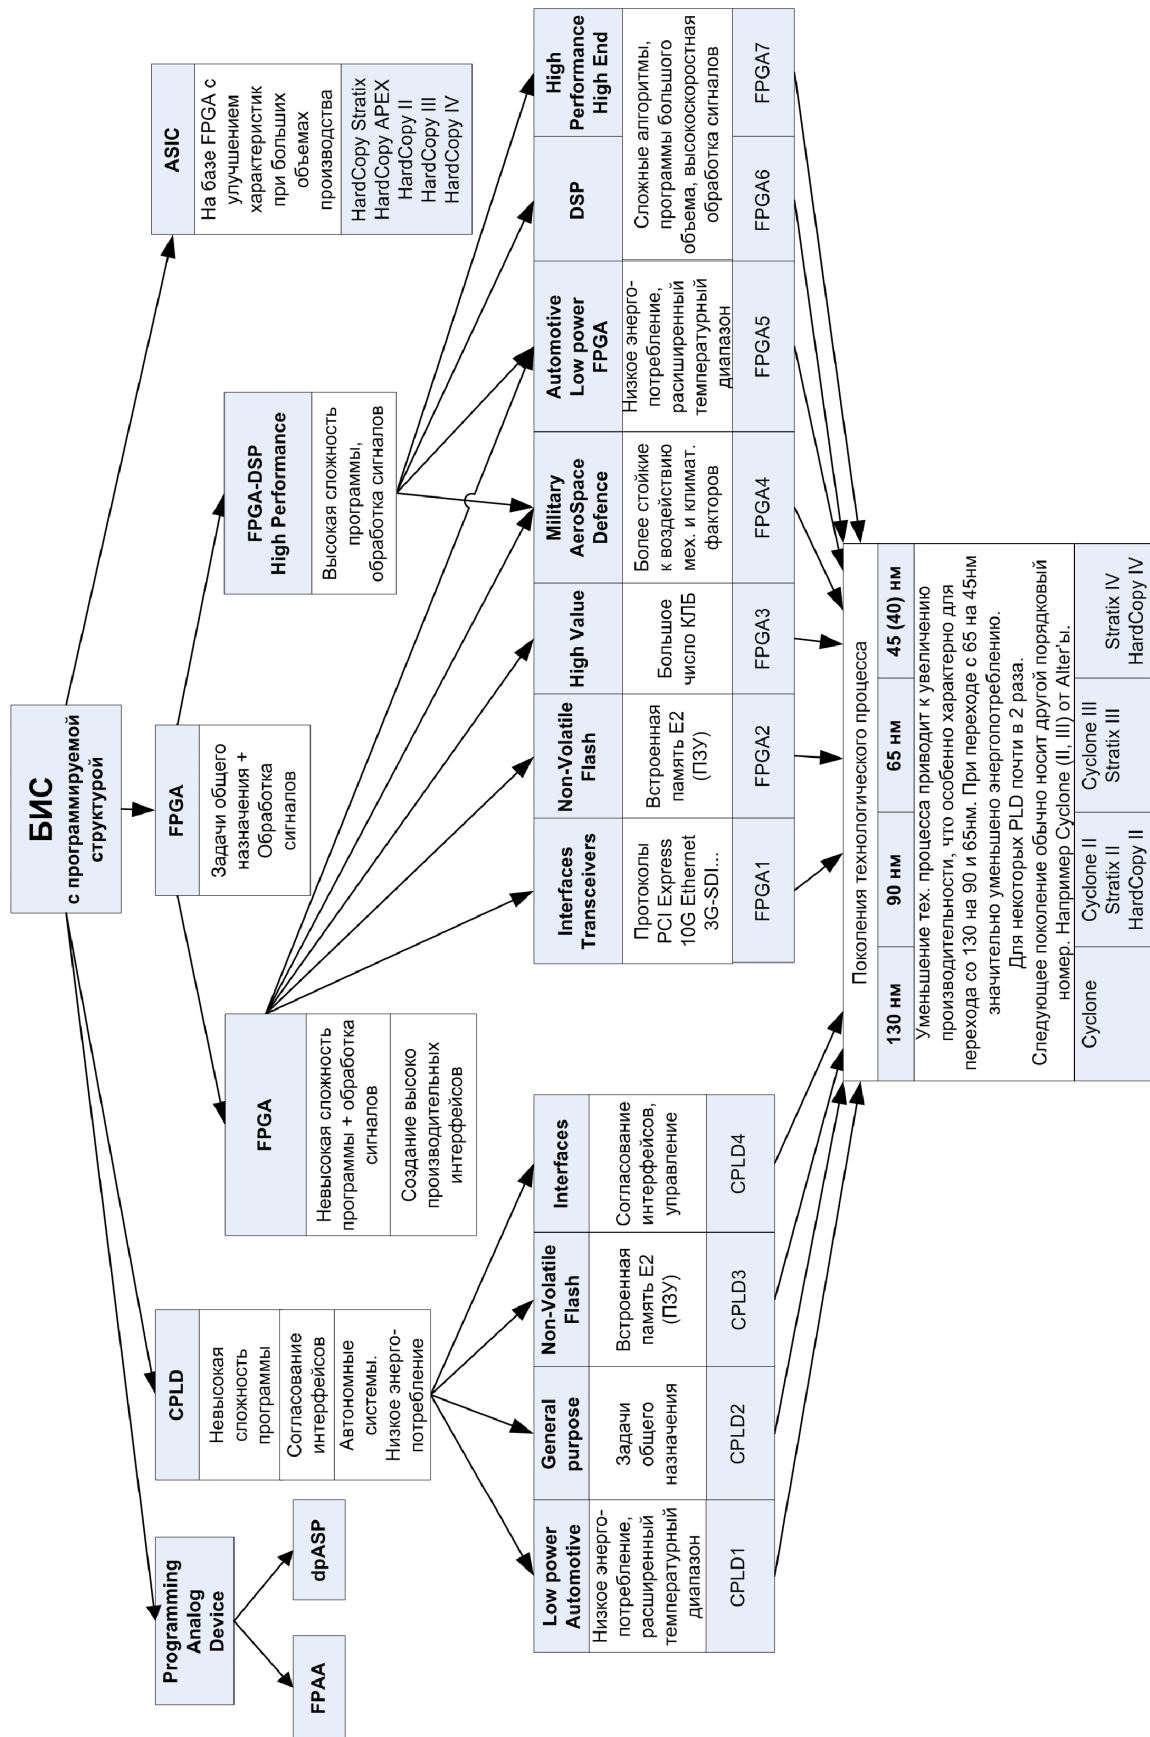 БИС
с программируемой
структурой
Programming
Analog
Device
FPAA
dpASP
CPLD
Невысокая
сложность
программы
Согласование
интерфейсов
Автономные
системы.
Низкое энерго-
потребление
FPGA
Задачи общего
назначения +
Обработка
сигналов
ASIC
На базе FPGA с
улучшением
характеристик
при больших
объемах
производства
HardCopy Stratix
HardCopy APEX
HardCopy II
HardCopy III
HardCopy IV
FPGA
Невысокая сложность
программы + обработка
сигналов
Создание высоко
производительных
интерфейсов
FPGA-DSP
High Performance
Высокая сложность
программы,
обработка сигналов
Low power
Automotive
Низкое энерго-
потребление,
расширенный
температурный
диапазон
CPLD1
General
purpose
Задачи
общего
назначения
CPLD2
Non-Volatile
Flash
Встроенная
память E2
(ПЗУ)
CPLD3
Interfaces
Согласование
интерфейсов,
управление
CPLD4
Interfaces
Transceivers
Протоколы
PCI Express
10G Ethernet
3G-SDI...
FPGA1
Non-Volatile
Flash
Встроенная
память E2
(ПЗУ)
FPGA2
High Value
Большое
число КЛБ
FPGA3
Military
AeroSpace
Defence
Более стойкие
к воздействию
мех. и климат.
факторов
FPGA4
Automotive
Low power
FPGA
Низкое энерго-
потребление,
расширенный
температурный
диапазон
FPGA5
DSP
High
Performance
High End
Сложные алгоритмы,
программы большого
объема, высокоскоростная
обработка сигналов
FPGA6
FPGA7
Поколения технологического процесса
130 нм
90 нм
65 нм
45 (40) нм
Уменьшение тех. процесса приводит к увеличению
производительности, что особенно характерно для
перехода со 130 на 90 и 65нм. При переходе с 65 на 45нм
значительно уменьшено энергопотреблению.
Для некоторых PLD почти в 2 раза.
Следующее поколение обычно носит другой порядковый
номер. Например Cyclone (II, III) от Alter'ы.
Cyclone
Cyclone II
Stratix II
HardCopy II
Cyclone III
Stratix III
Stratix IV
HardCopy IV